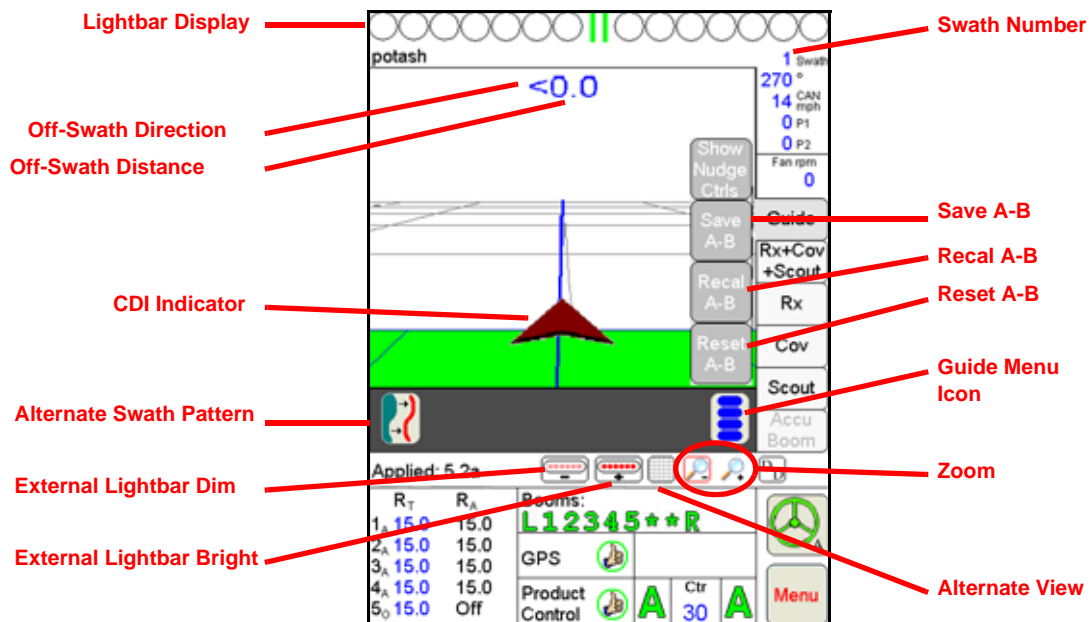 Lightbar Display
Swath Number
potash
1 Swath
270 °
<0.0
14 CAN mph
0 P1
Off-Swath Direction
0 P2
Off-Swath Distance
Show Nudge Ctrls
Fan rpm
0
Save A-B
Guide
Save A-B
Rx+Cov +Scout
Recal A-B
Recal A-B
CDI Indicator
Rx
Reset A-B
Reset A-B
Cov
Scout
Guide Menu Icon
Alternate Swath Pattern
Accu Boom
Applied: 5.2a
Zoom
External Lightbar Dim
RT RA
Booms:
1A 15.0 15.0
L12345**R
2A 15.0 15.0
External Lightbar Bright
3A 15.0 15.0
GPS
A
4A 15.0 15.0
Alternate View
5O 15.0 Off
Product Control
A
Ctr
30
A
Menu